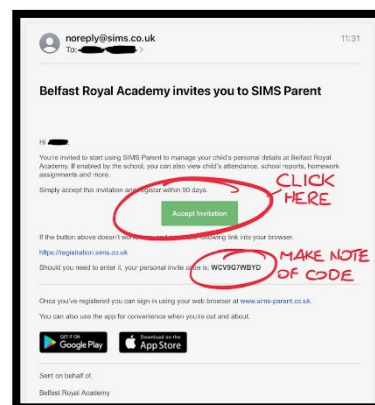 noreply@sims.co.uk 11:31
To:
Belfast Royal Academy invites you to SIMS Parent
Hi
You're invited to start using SIMS Parent to manage your child's personal details at Belfast Royal
Academy. If enabled by the school, you can also view child's attendance, school reports, homework
assignments and more.
Simply accept this invitation and register within 90 days.
CLICK
HERE
Accept Invitation
If the button above doesn't work, following link into your browser.
https://registration.sims.co.uk
Should you need to enter it, your personal invite code is: WCV9G7WBYD
MAKE NOTE
OF CODE
Once you've registered you can sign in using your web browser at www.sims-parent.co.uk.
You can also use the app for convenience when you're out and about.
GET IT ON
Google Play
Download on the
App Store
Sent on behalf of,
Belfast Royal Academy